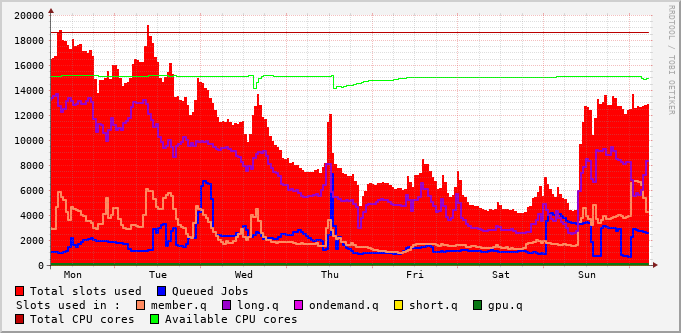 20000
18000
16000
14000
12000
10000
8000
6000
4000
2000
0
Mon Tue Wed Thu Fri Sat Sun
Total slots used Queued Jobs
Slots used in : member.q long.q ondemand.q short.q gpu.q
Total CPU cores Available CPU cores
RRDTOOL / TOBI OETIKER